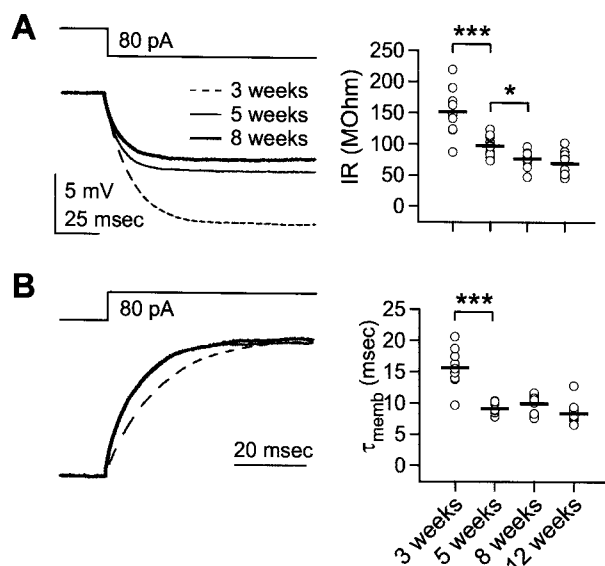 A
80 pA
3 weeks
5 weeks
8 weeks
5 mV
25 msec
***
*
IR (MOhm)
250
200
150
100
50
0
B
80 pA
20 msec
***
τmemb (msec)
25
20
15
10
5
0
3 weeks
5 weeks
8 weeks
12 weeks